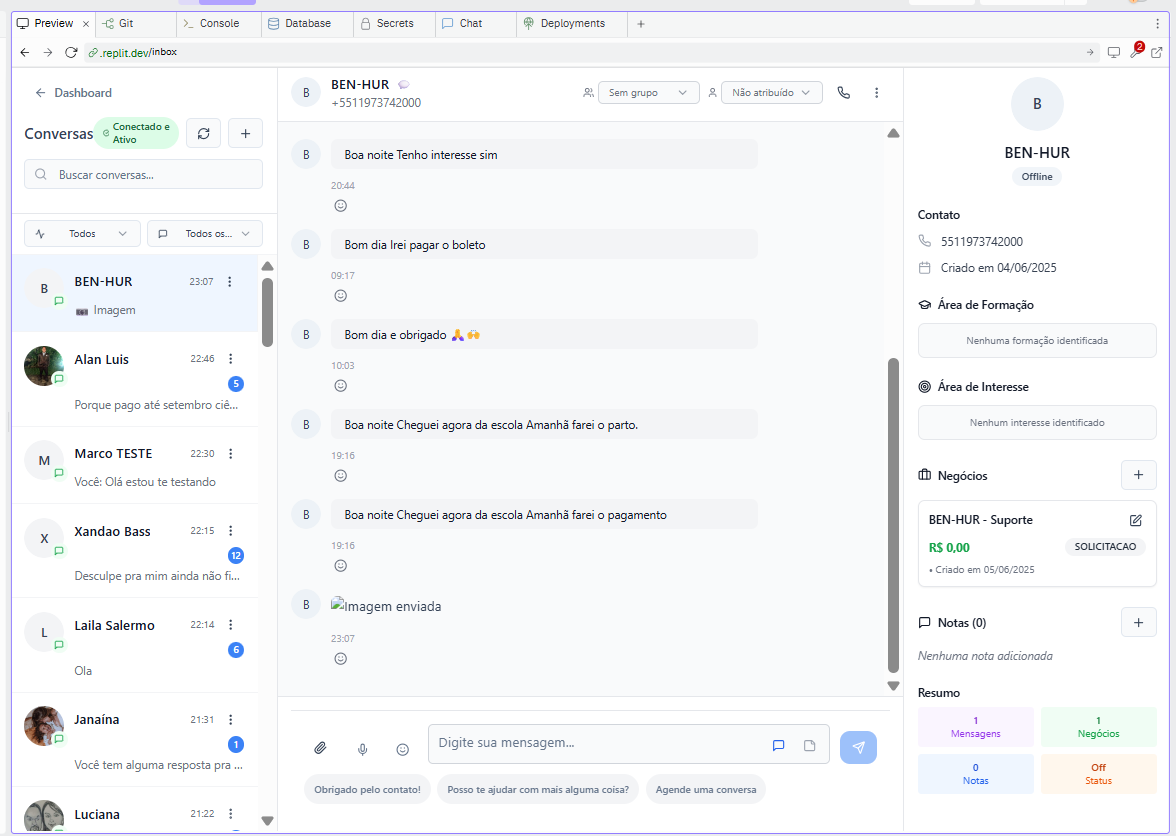 Preview
Git
Console
Database
Secrets
Chat
Deployments
.replit.dev/inbox
2
Dashboard
Conversas
Conectado e
Ativo
Buscar conversas...
Todos
Todos os...
B
BEN-HUR
23:07
Imagem
Alan Luis
22:46
5
Porque pago até setembro ciê...
M
Marco TESTE
22:30
Você: Olá estou te testando
X
Xandao Bass
22:15
12
Desculpe pra mim ainda não fi...
L
Laila Salermo
22:14
6
Ola
Janaína
21:31
1
Você tem alguma resposta pra ...
Luciana
21:22
B
BEN-HUR
+5511973742000
Sem grupo
Não atribuído
B
Boa noite Tenho interesse sim
20:44
B
Bom dia Irei pagar o boleto
09:17
B
Bom dia e obrigado 🙏 🙌
10:03
B
Boa noite Cheguei agora da escola Amanhã farei o parto.
19:16
B
Boa noite Cheguei agora da escola Amanhã farei o pagamento
19:16
B
Imagem enviada
23:07
Digite sua mensagem...
Obrigado pelo contato!
Posso te ajudar com mais alguma coisa?
Agende uma conversa
B
BEN-HUR
Offline
Contato
5511973742000
Criado em 04/06/2025
Área de Formação
Nenhuma formação identificada
Área de Interesse
Nenhum interesse identificado
Negócios
BEN-HUR - Suporte
R$ 0,00
SOLICITACAO
• Criado em 05/06/2025
Notas (0)
Nenhuma nota adicionada
Resumo
1
Mensagens
1
Negócios
0
Notas
Off
Status